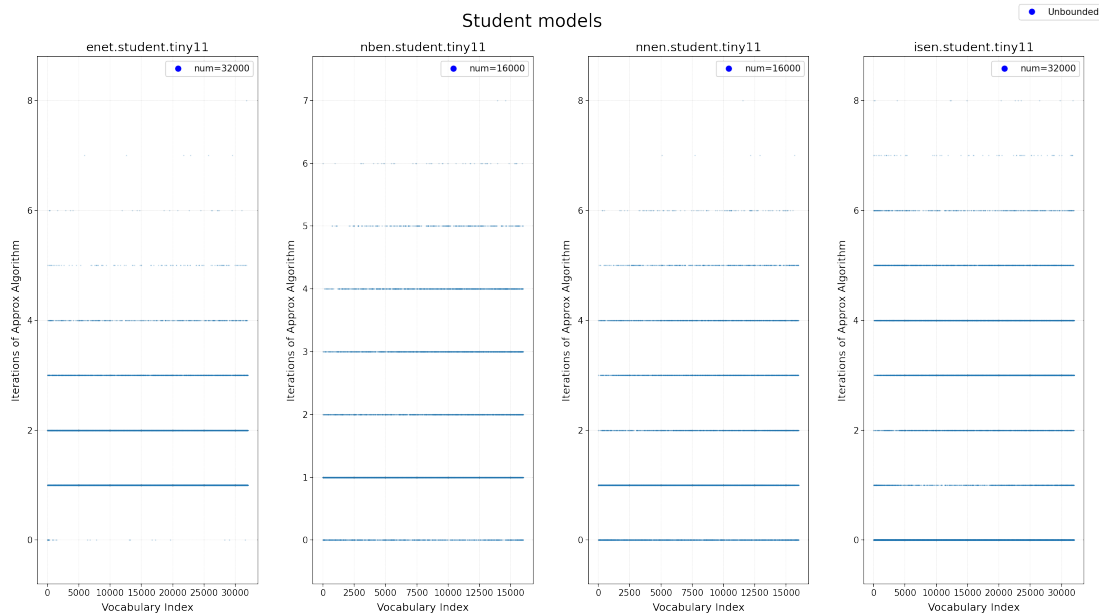 Student models
Unbounded
enet.student.tiny11
num=32000
Iterations of Approx Algorithm
8
6
4
2
0
0 5000 10000 15000 20000 25000 30000
Vocabulary Index
nben.student.tiny11
num=16000
Iterations of Approx Algorithm
7
6
5
4
3
2
1
0
0 2500 5000 7500 10000 12500 15000
Vocabulary Index
nnen.student.tiny11
num=16000
Iterations of Approx Algorithm
8
6
4
2
0
0 2500 5000 7500 10000 12500 15000
Vocabulary Index
isen.student.tiny11
num=32000
Iterations of Approx Algorithm
8
6
4
2
0
0 5000 10000 15000 20000 25000 30000
Vocabulary Index